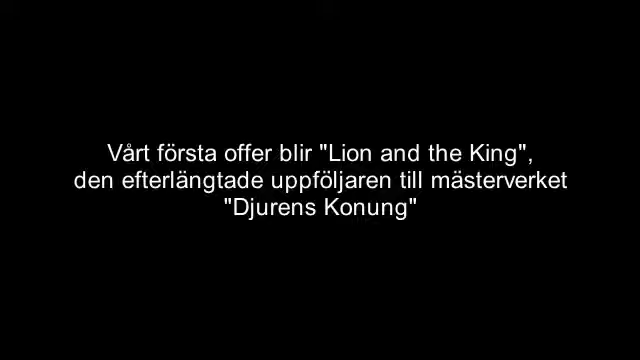 Vårt första offer blir "Lion and the King",
den efterlängtade uppföljaren till mästerverket
"Djurens Konung"